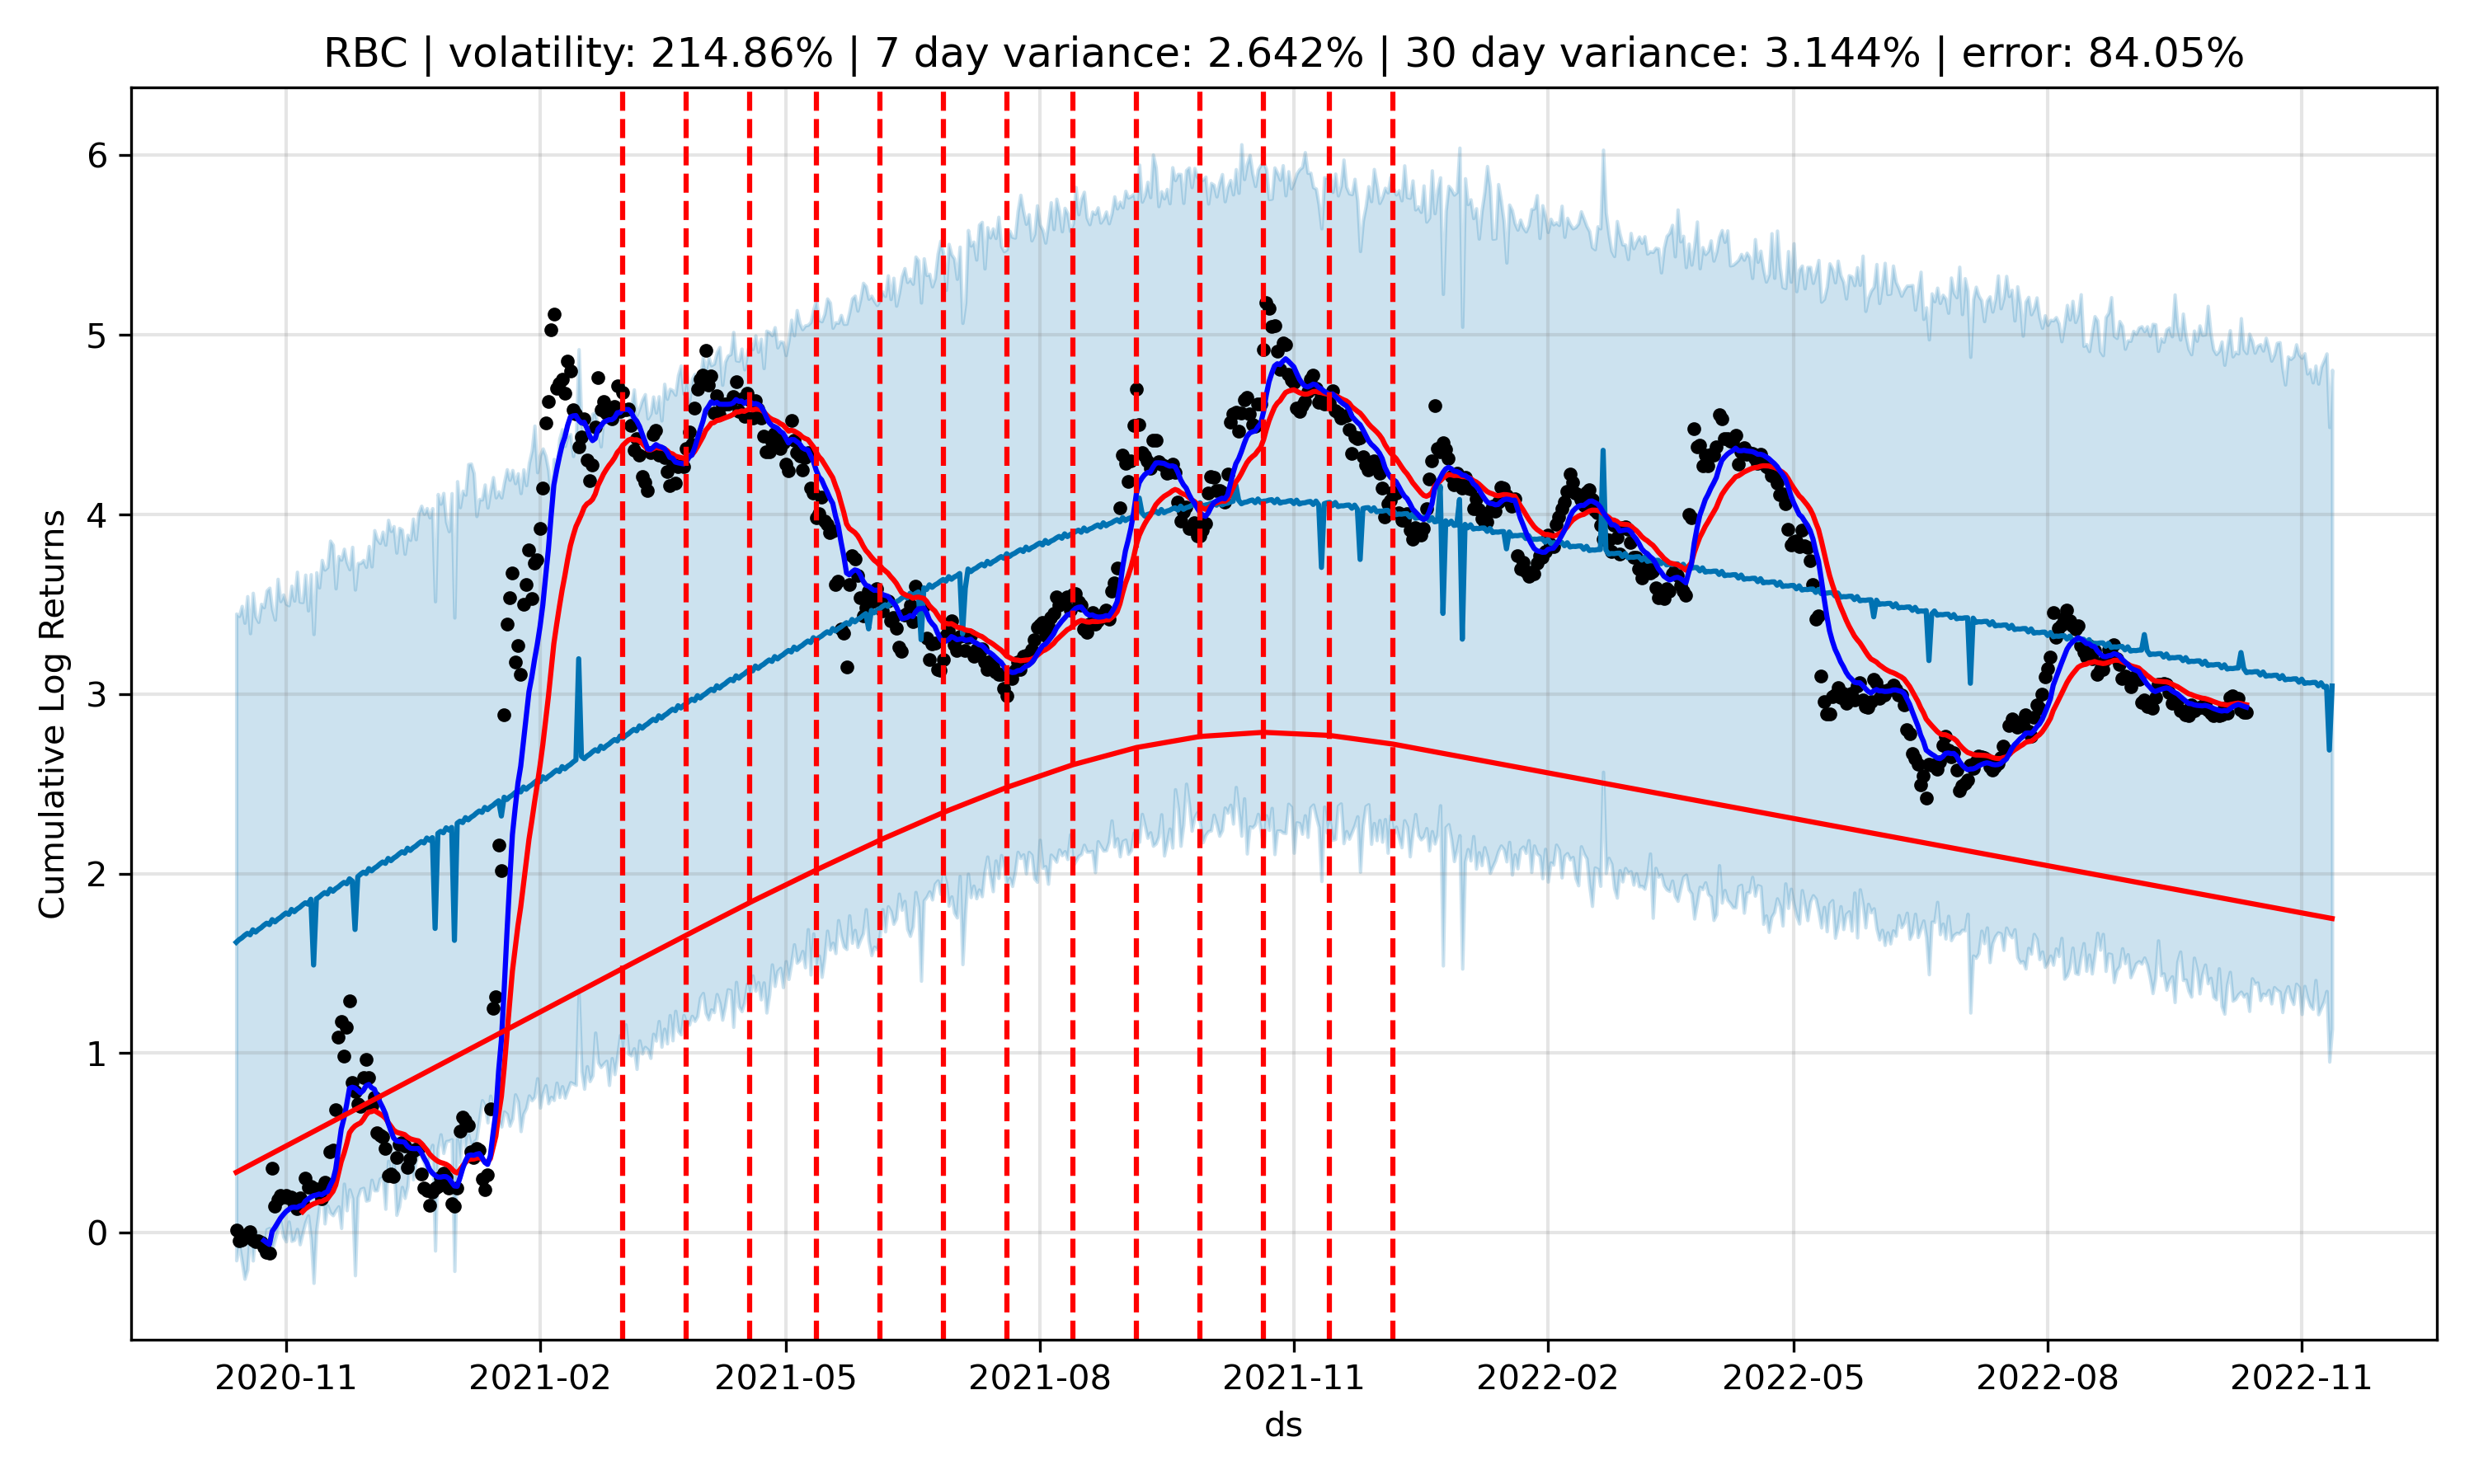 RBC | volatility: 214.86% | 7 day variance: 2.642% | 30 day variance: 3.144% | error: 84.05%
Cumulative Log Returns
6
5
4
3
2
1
0
2020-11 2021-02 2021-05 2021-08 2021-11 2022-02 2022-05 2022-08 2022-11
ds